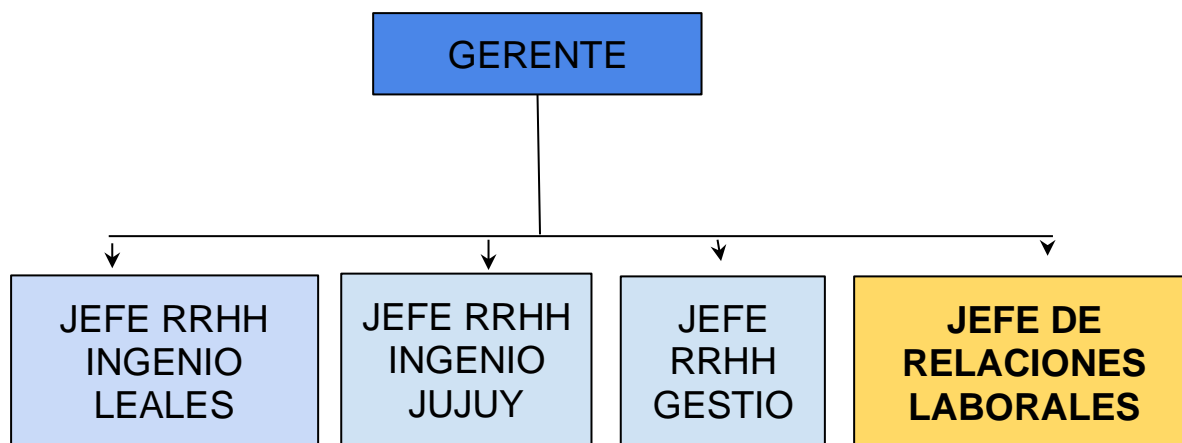 GERENTE
JEFE RRHH
INGENIO
LEALES
JEFE RRHH
INGENIO
JUJUY
JEFE
RRHH
GESTIO
JEFE DE
RELACIONES
LABORALES